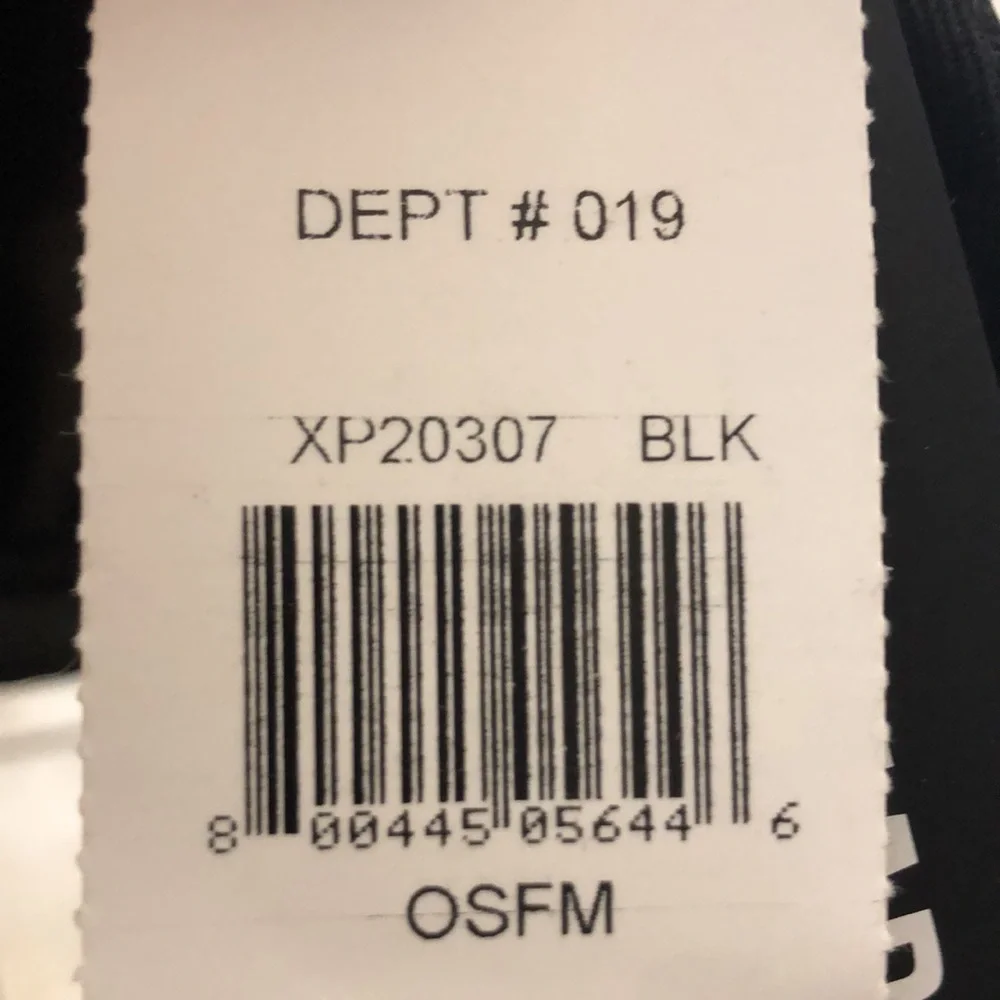 DEPT # 019
XP20307 BLK
8 00445 05644 6
OSFM